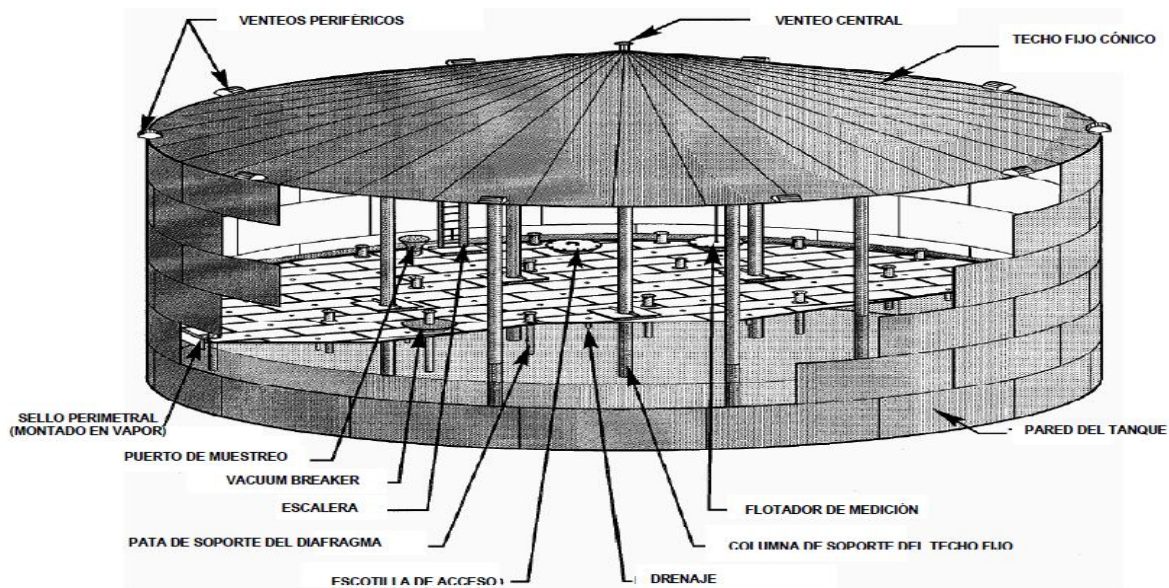 VENTEOS PERIFÉRICOS
VENTEO CENTRAL
TECHO FIJO CÓNICO
SELLO PERIMETRAL
(MONTADO EN VAPOR)
PARED DEL TANQUE
PUERTO DE MUESTREO
VACUUM BREAKER
ESCALERA
FLOTADOR DE MEDICIÓN
PATA DE SOPORTE DEL DIAFRAGMA
COLUMNA DE SOPORTE DEL TECHO FIJO
ESCOTILLA DE ACCESO)
DRENAJE